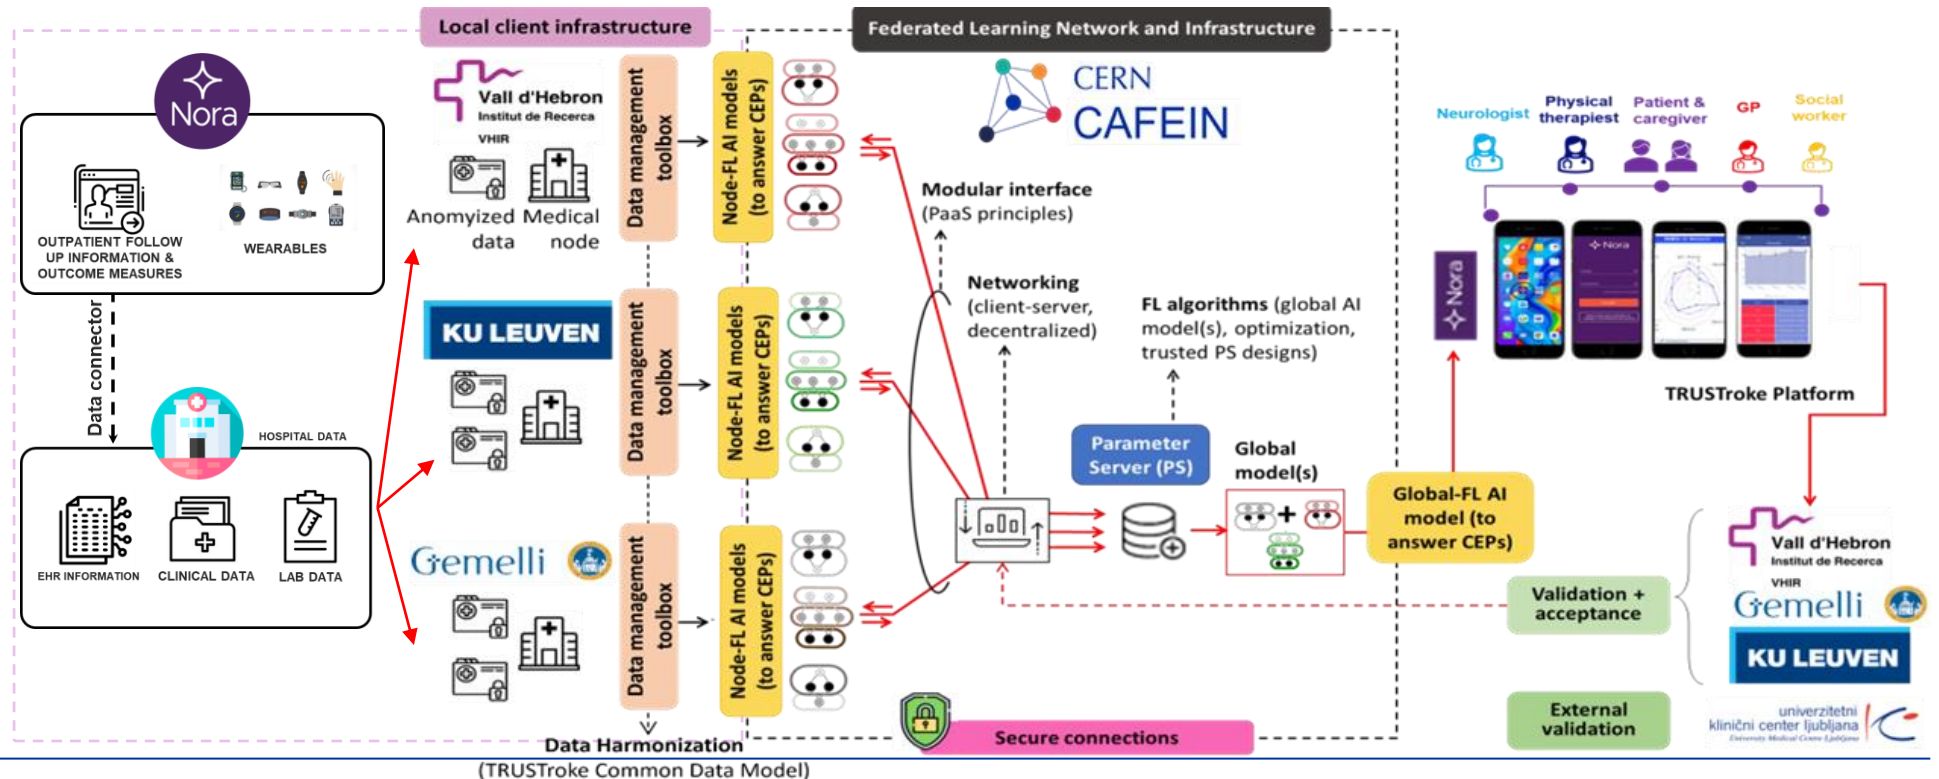 Local client infrastructure
Federated Learning Network and Infrastructure
Nora
OUTPATIENT FOLLOW
UP INFORMATION &
OUTCOME MEASURES
WEARABLES
Data connector
HOSPITAL DATA
EHR INFORMATION
CLINICAL DATA
LAB DATA
Vall d'Hebron
Institut de Recerca
VHIR
Anomyized
data
Medical
node
Data management
toolbox
Node-FL AI models
(to answer CEPs)
KU LEUVEN
Data management
toolbox
Node-FL AI models
(to answer CEPs)
Gemelli
Data management
toolbox
Node-FL AI models
(to answer CEPs)
Data Harmonization
(TRUSTroke Common Data Model)
CERN
CAFEIN
Modular interface
(PaaS principles)
Networking
(client-server,
decentralized)
FL algorithms (global AI
model(s), optimization,
trusted PS designs)
Parameter
Server (PS)
Global
model(s)
+
Secure connections
Global-FL AI
model (to
answer CEPs)
Neurologist
Physical
therapiest
Patient &
caregiver
GP
Social
worker
Nora
Nora
TRUSTroke Platform
Validation +
acceptance
Vall d'Hebron
Institut de Recerca
VHIR
Gemelli
KU LEUVEN
External
validation
univerzitetni
klinični center ljubljana
University Medical Centre Ljubljana